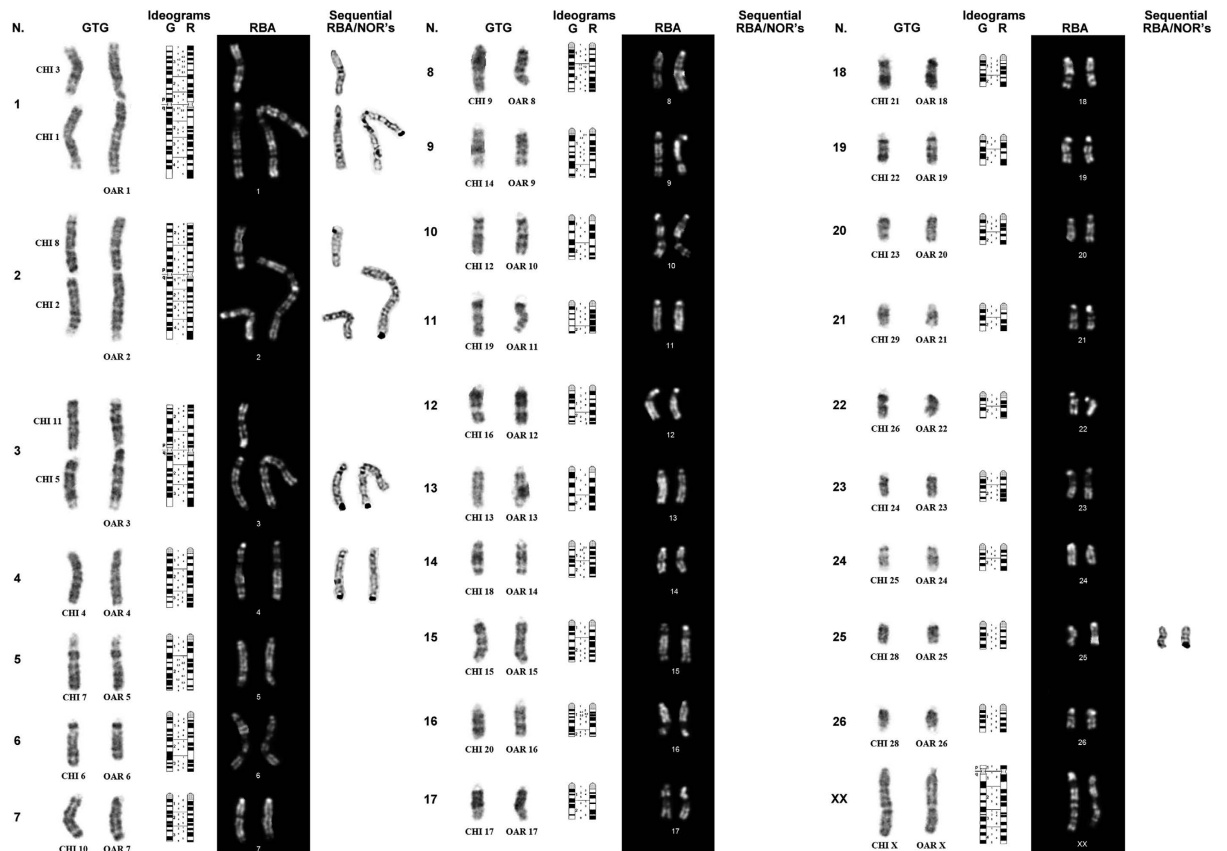 N. GTG Ideograms G R RBA Sequential RBA/NOR's
1
CHI 3
CHI 1
OAR 1
p
q
1
2
CHI 8
CHI 2
OAR 2
p
q
2
3
CHI 11
CHI 5
OAR 3
p
q
3
4
CHI 4 OAR 4
4
5
CHI 7 OAR 5
5
6
CHI 6 OAR 6
6
7
CHI 10 OAR 7
7
N. GTG Ideograms G R RBA Sequential RBA/NOR's
8
CHI 9 OAR 8
8
9
CHI 14 OAR 9
9
10
CHI 12 OAR 10
10
11
CHI 19 OAR 11
11
12
CHI 16 OAR 12
12
13
CHI 13 OAR 13
13
14
CHI 18 OAR 14
14
15
CHI 15 OAR 15
15
16
CHI 20 OAR 16
16
17
CHI 17 OAR 17
17
N. GTG Ideograms G R RBA Sequential RBA/NOR's
18
CHI 21 OAR 18
18
19
CHI 22 OAR 19
19
20
CHI 23 OAR 20
20
21
CHI 29 OAR 21
21
22
CHI 26 OAR 22
22
23
CHI 24 OAR 23
23
24
CHI 25 OAR 24
24
25
CHI 28 OAR 25
25
26
CHI 28 OAR 26
26
XX
CHI X OAR X
p
q
XX